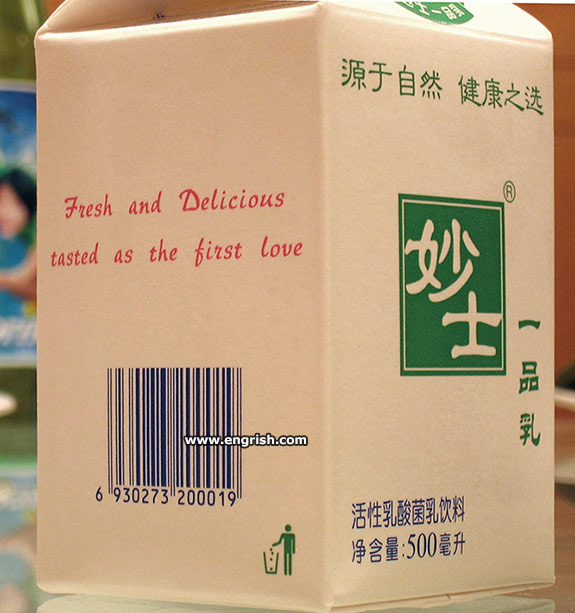 Fresh and Delicious
tasted as the first love
www.engrish.com
6 930273 200019
源于自然 健康之选
妙士®
一品乳
活性乳酸菌乳饮料
净含量:500毫升